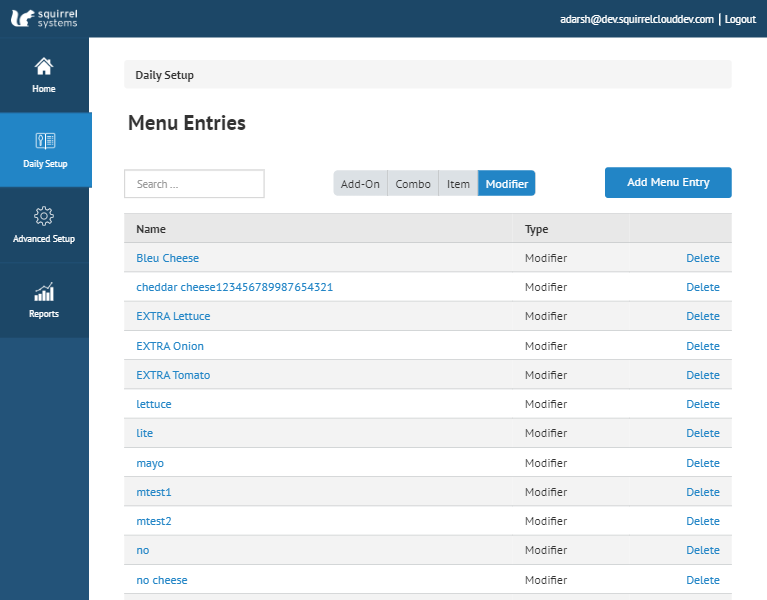 squirrel
systems
adarsh@dev.squirrelclouddev.com | Logout
Home
Daily Setup
Advanced Setup
Reports
Daily Setup
Menu Entries
Search ...
Add-On Combo Item Modifier
Add Menu Entry
Name Type
Bleu Cheese Modifier Delete
cheddar cheese123456789987654321 Modifier Delete
EXTRA Lettuce Modifier Delete
EXTRA Onion Modifier Delete
EXTRA Tomato Modifier Delete
lettuce Modifier Delete
lite Modifier Delete
mayo Modifier Delete
mtest1 Modifier Delete
mtest2 Modifier Delete
no Modifier Delete
no cheese Modifier Delete